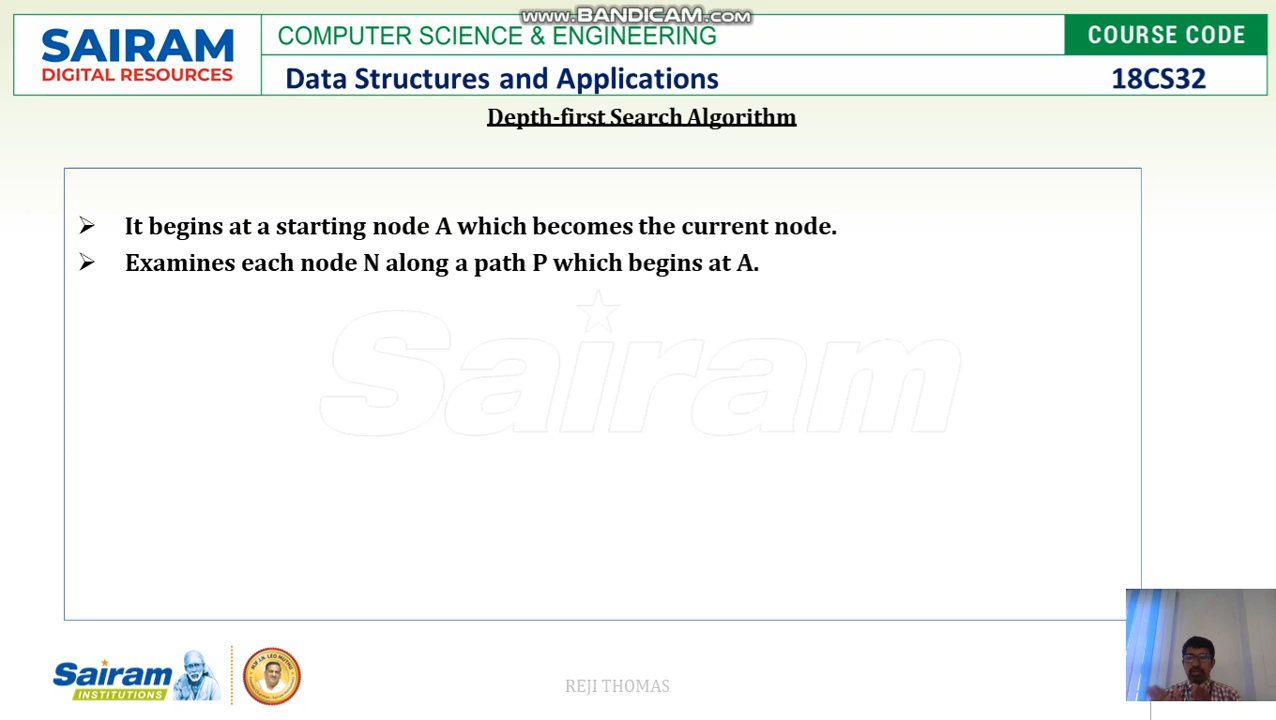 www.BANDICAM.com
SAIRAM
DIGITAL RESOURCES
COMPUTER SCIENCE & ENGINEERING
COURSE CODE
Data Structures and Applications
18CS32
Depth-first Search Algorithm
➢ It begins at a starting node A which becomes the current node.
➢ Examines each node N along a path P which begins at A.
Sairam
Sairam
INSTITUTIONS
REJI THOMAS